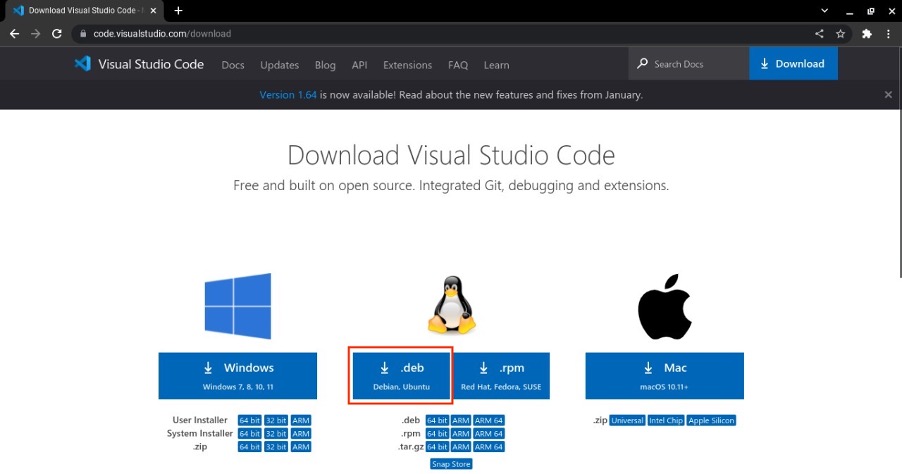 Download Visual Studio Code -
code.visualstudio.com/download
Visual Studio Code Docs Updates Blog API Extensions FAQ Learn Search Docs Download
Version 1.64 is now available! Read about the new features and fixes from January.
Download Visual Studio Code
Free and built on open source. Integrated Git, debugging and extensions.
Windows
Windows 7, 8, 10, 11
.deb
Debian, Ubuntu
.rpm
Red Hat, Fedora, SUSE
Mac
macOS 10.11+
User Installer 64 bit 32 bit ARM
System Installer 64 bit 32 bit ARM
.zip 64 bit 32 bit ARM
.deb 64 bit ARM ARM 64
.rpm 64 bit ARM ARM 64
.tar.gz 64 bit ARM ARM 64
Snap Store
.zip Universal Intel Chip Apple Silicon